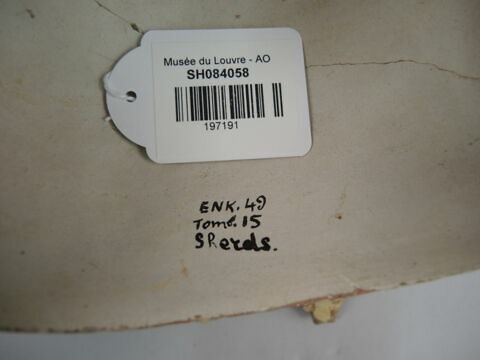 Musée du Louvre - AO
SH084058
197191
ENK. 49
Tomb. 15
SRerds.